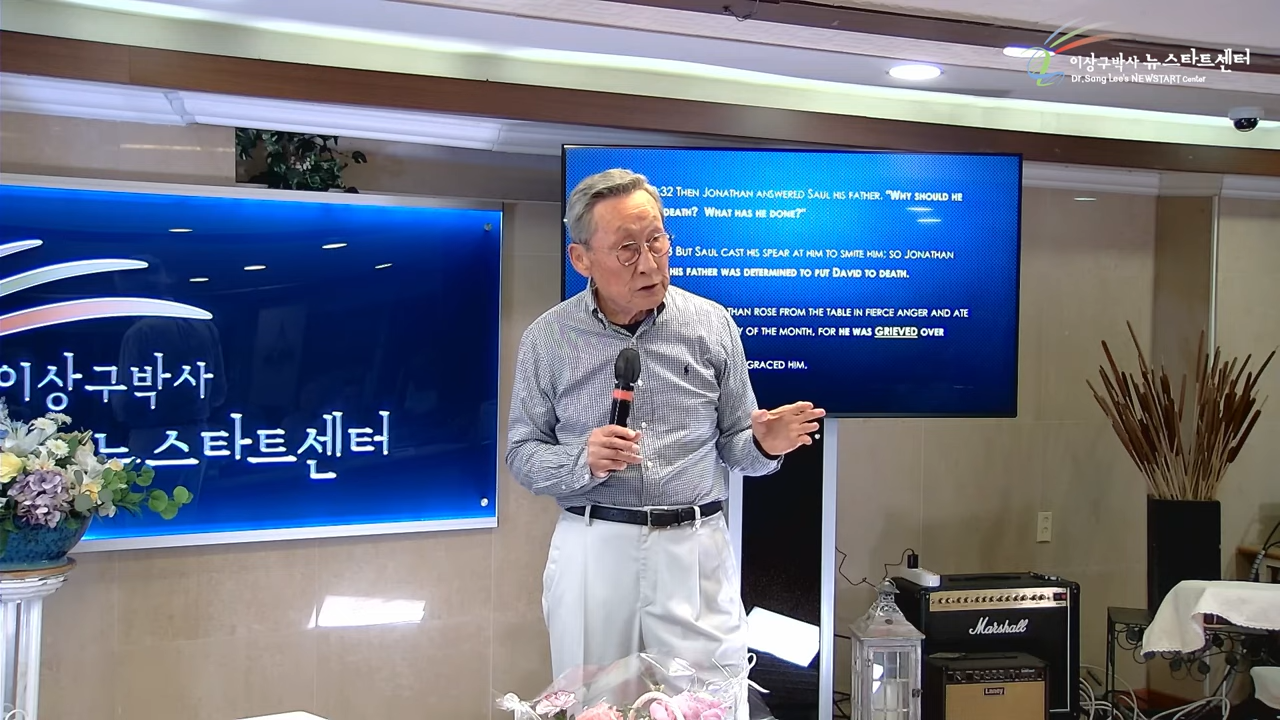 이상구박사 뉴스타트센터
Dr. Sang Lee's NEWSTART Center
:32 Then Jonathan answered Saul his father, "Why should he
death? What has he done?"
But Saul cast his spear at him to smite him; so Jonathan
his father was determined to put David to death.
than rose from the table in fierce anger and ate
y of the month, for he was GRIEVED over
graced him.
이상구박사
뉴스타트센터
Marshall
Laney